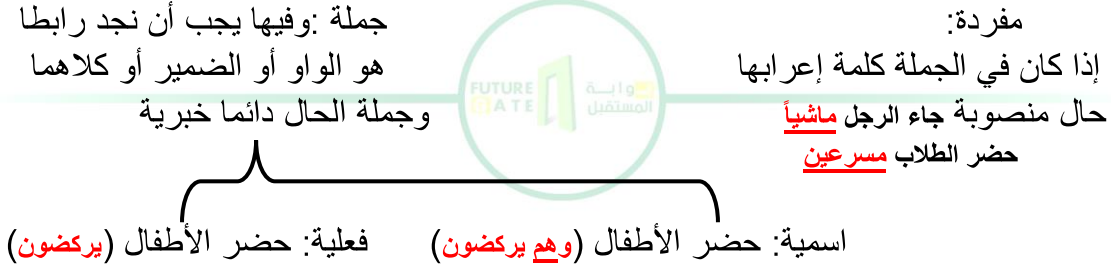 مفردة:
إذا كان في الجملة كلمة إعرابها
حال منصوبة جاء الرجل ماشياً
حضر الطلاب مسرعين
جملة :وفيها يجب أن نجد رابطا
هو الواو أو الضمير أو كلاهما
وجملة الحال دائما خبرية
اسمية: حضر الأطفال (وهم يركضون)
فعلية: حضر الأطفال (يركضون)
FUTURE
GATE
بوابة
المستقبل